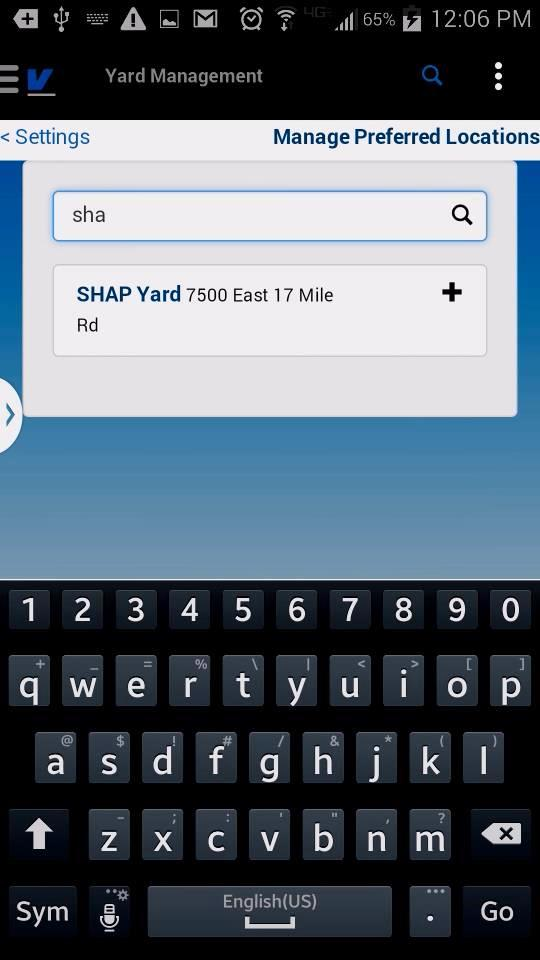 4G 65% 12:06 PM
V Yard Management
< Settings Manage Preferred Locations
sha
SHAP Yard 7500 East 17 Mile
Rd
1 2 3 4 5 6 7 8 9 0
+ _ = % \ | < > [ ]
q w e r t y u i o p
@ $ ! # / & * ( )
a s d f g h j k l
- ; : ' " , ?
z x c v b n m
Sym English(US) . Go